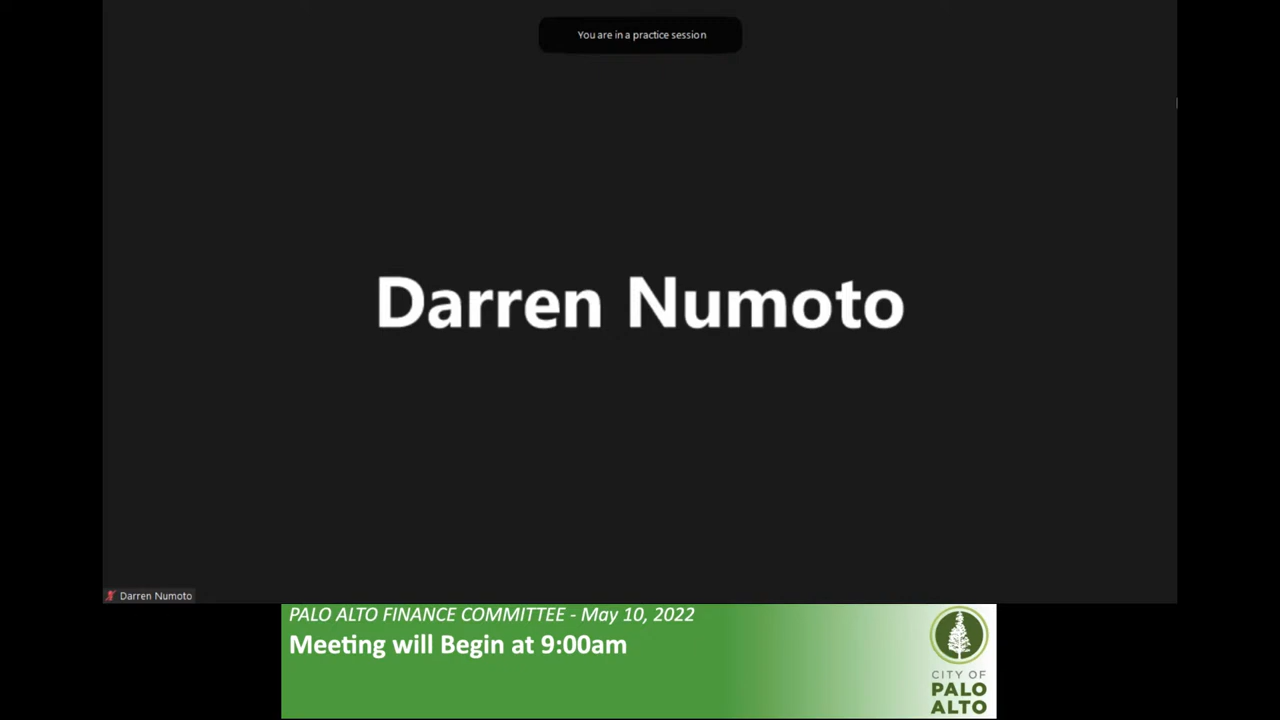 You are in a practice session
Darren Numoto
Darren Numoto
PALO ALTO FINANCE COMMITTEE - May 10, 2022
Meeting will Begin at 9:00am
CITY OF
PALO
ALTO